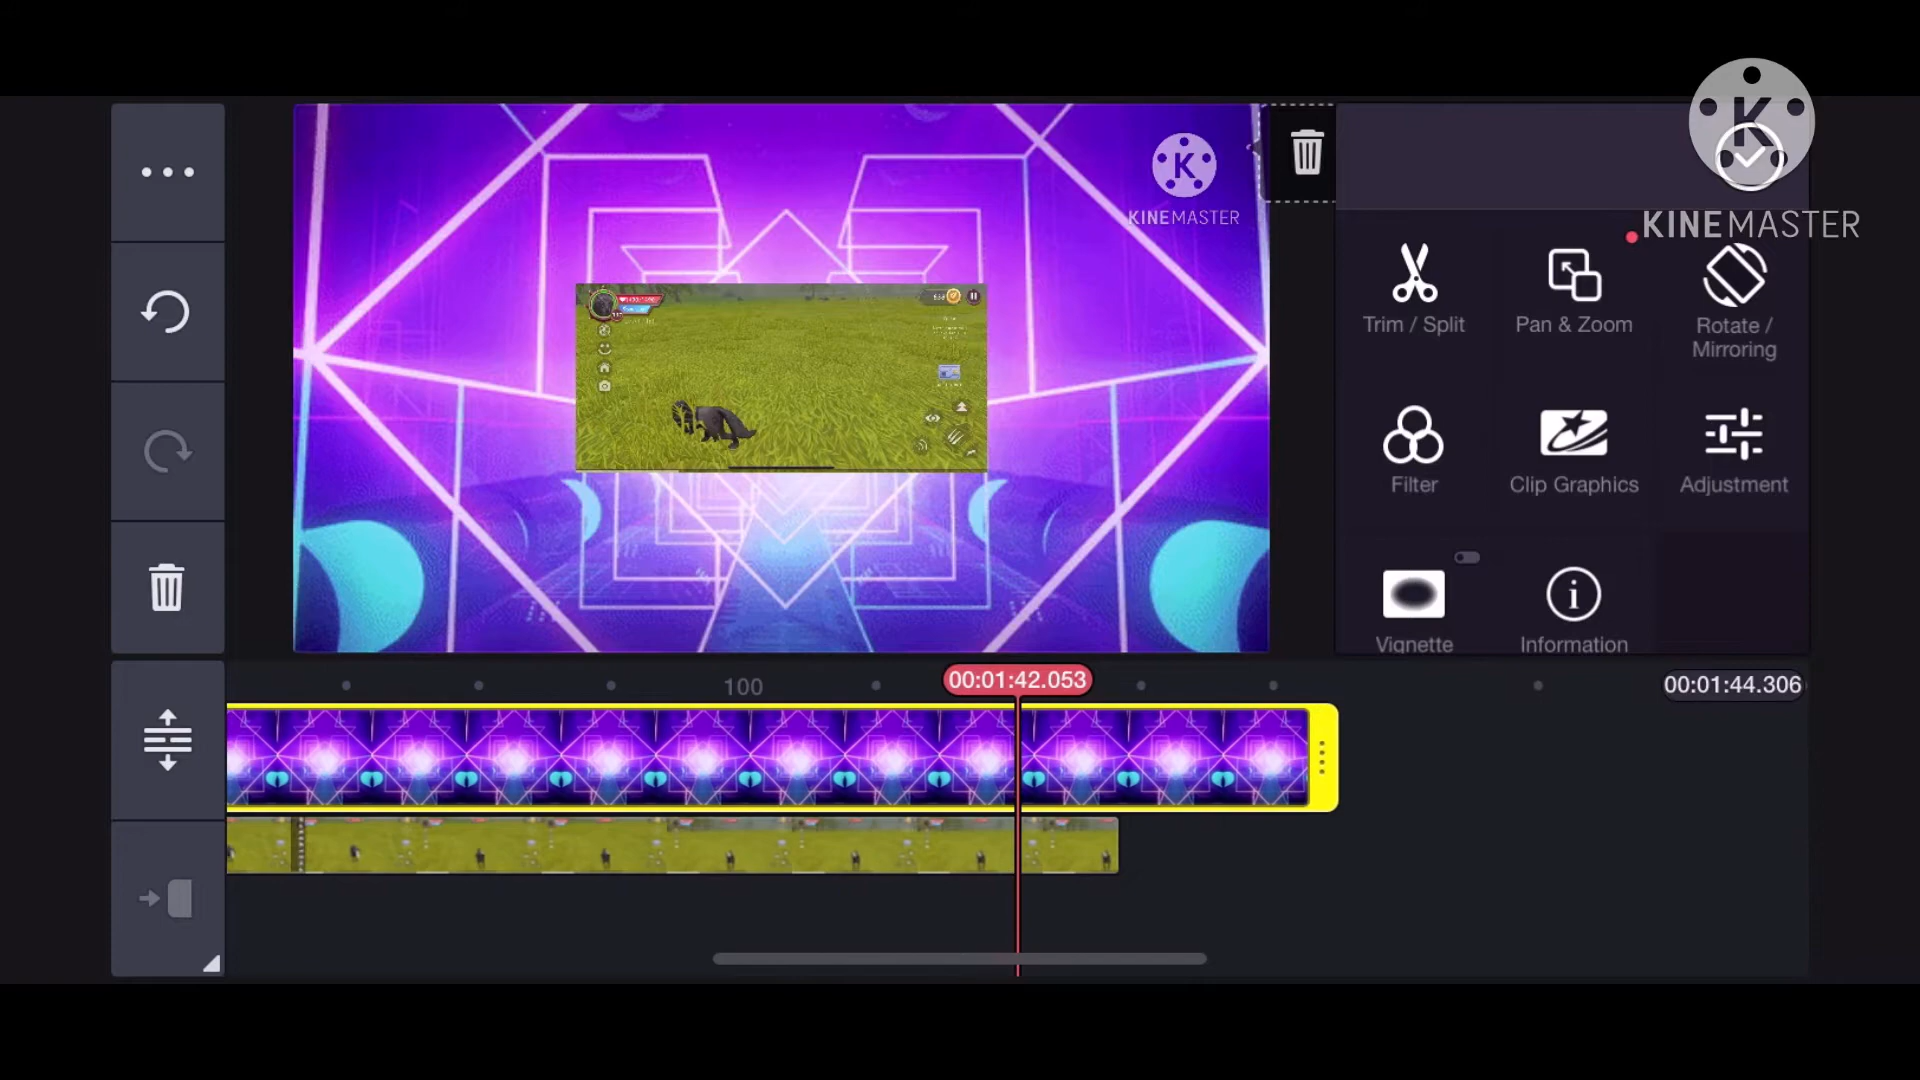 KINEMASTER
K
KINEMASTER
Trim / Split
Pan & Zoom
Rotate /
Mirroring
Filter
Clip Graphics
Adjustment
Vignette
Information
100
00:01:42.053
00:01:44.306